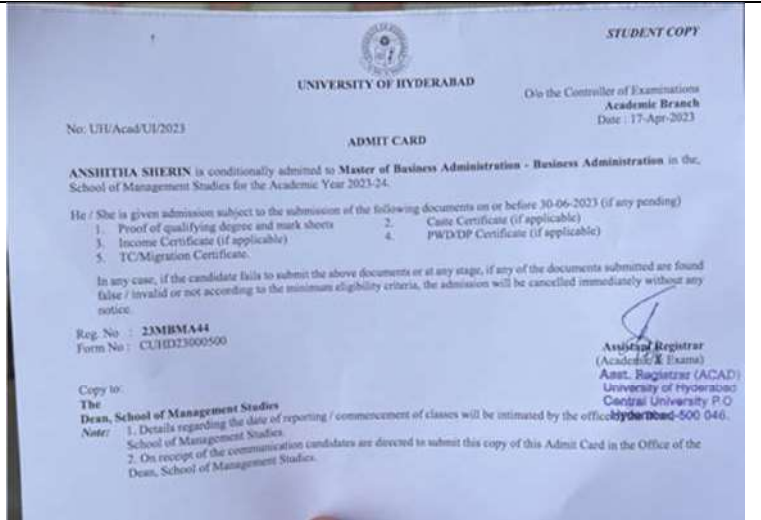 STUDENT COPY
UNIVERSITY OF HYDERABAD
O/o the Controller of Examinations
Academic Branch
No: UH/Acad/UI/2023
Date : 17-Apr-2023
ADMIT CARD
ANSHITHA SHERIN is conditionally admitted to Master of Business Administration - Business Administration in the,
School of Management Studies for the Academic Year 2023-24.
He / She is given admission subject to the submission of the following documents on or before 30-06-2023 (if any pending)
1. Proof of qualifying degree and mark sheets 2. Caste Certificate (if applicable)
3. Income Certificate (if applicable) 4. PWD/DP Certificate (if applicable)
5. TC/Migration Certificate.
In any case, if the candidate fails to submit the above documents or at any stage, if any of the documents submitted are found
false / invalid or not according to the minimum eligibility criteria, the admission will be cancelled immediately without any
notice.
Reg. No : 23MBMA44
Form No : CUHD23000500
Assistant Registrar
(Academic & Exams)
Asst. Registrar (ACAD)
University of Hyderabad
Central University P.O
Hyderabad-500 046.
Copy to:
The
Dean, School of Management Studies
Note: 1. Details regarding the date of reporting / commencement of classes will be intimated by the office
School of Management Studies.
2. On receipt of the communication candidates are directed to submit this copy of this Admit Card in the Office of the
Dean, School of Management Studies.